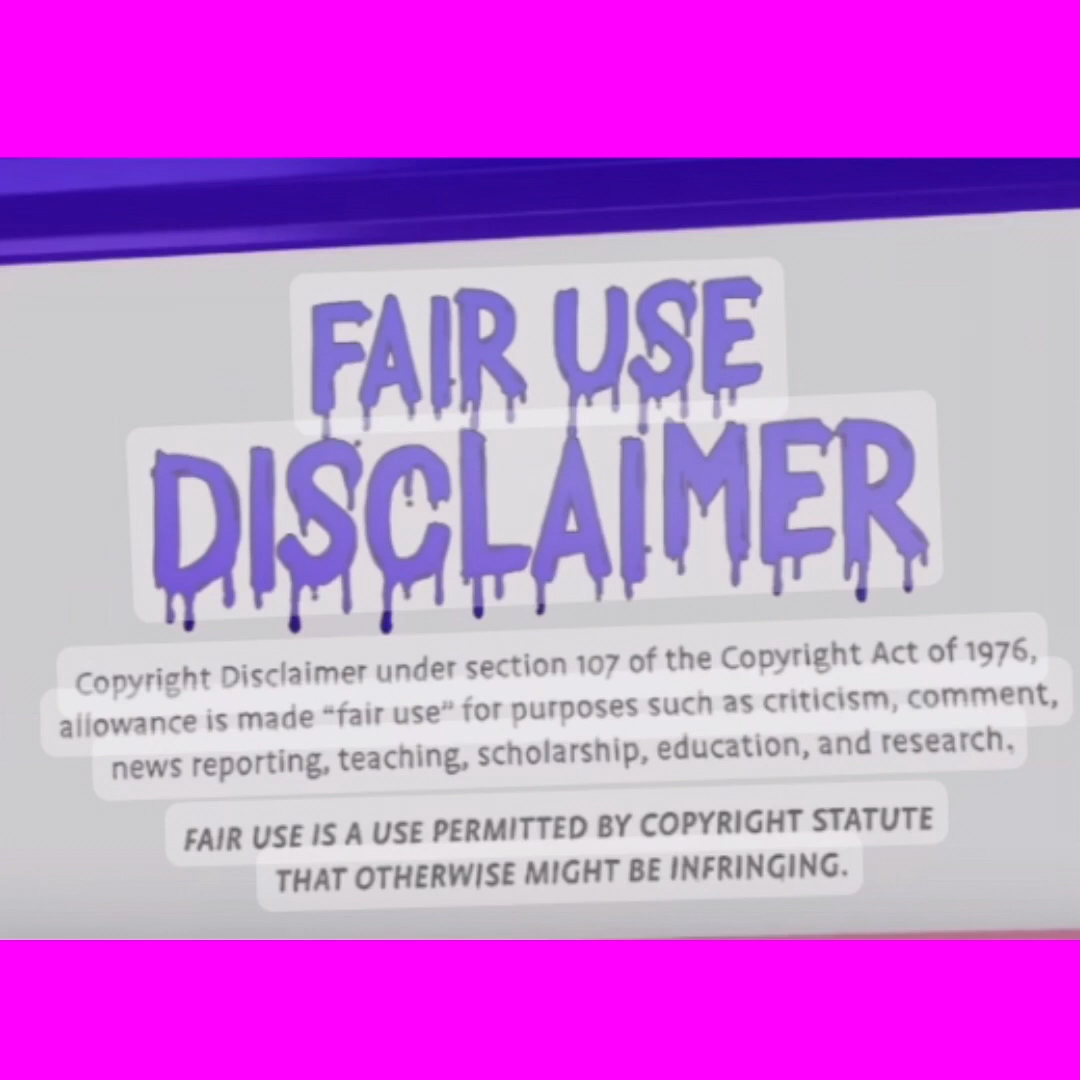 FAIR USE
DISCLAIMER
Copyright Disclaimer under section 107 of the Copyright Act of 1976,
allowance is made “fair use” for purposes such as criticism, comment,
news reporting, teaching, scholarship, education, and research.
FAIR USE IS A USE PERMITTED BY COPYRIGHT STATUTE
THAT OTHERWISE MIGHT BE INFRINGING.